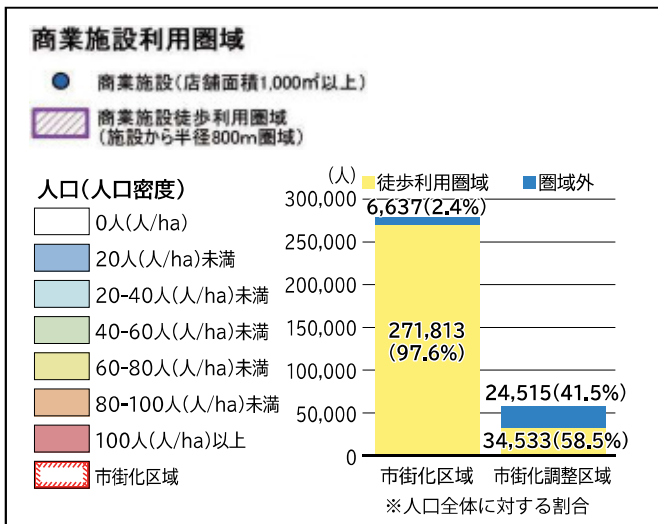 商業施設利用圏域
商業施設(店舗面積1,000㎡以上)
商業施設徒歩利用圏域
(施設から半径800m圏域)
人口(人口密度)
0人(人/ha)
20人(人/ha)未満
20-40人(人/ha)未満
40-60人(人/ha)未満
60-80人(人/ha)未満
80-100人(人/ha)未満
100人(人/ha)以上
市街化区域
(人)
徒歩利用圏域
圏域外
300,000
250,000
200,000
150,000
100,000
50,000
0
6,637(2.4%)
271,813
(97.6%)
24,515(41.5%)
34,533(58.5%)
市街化区域
市街化調整区域
※人口全体に対する割合